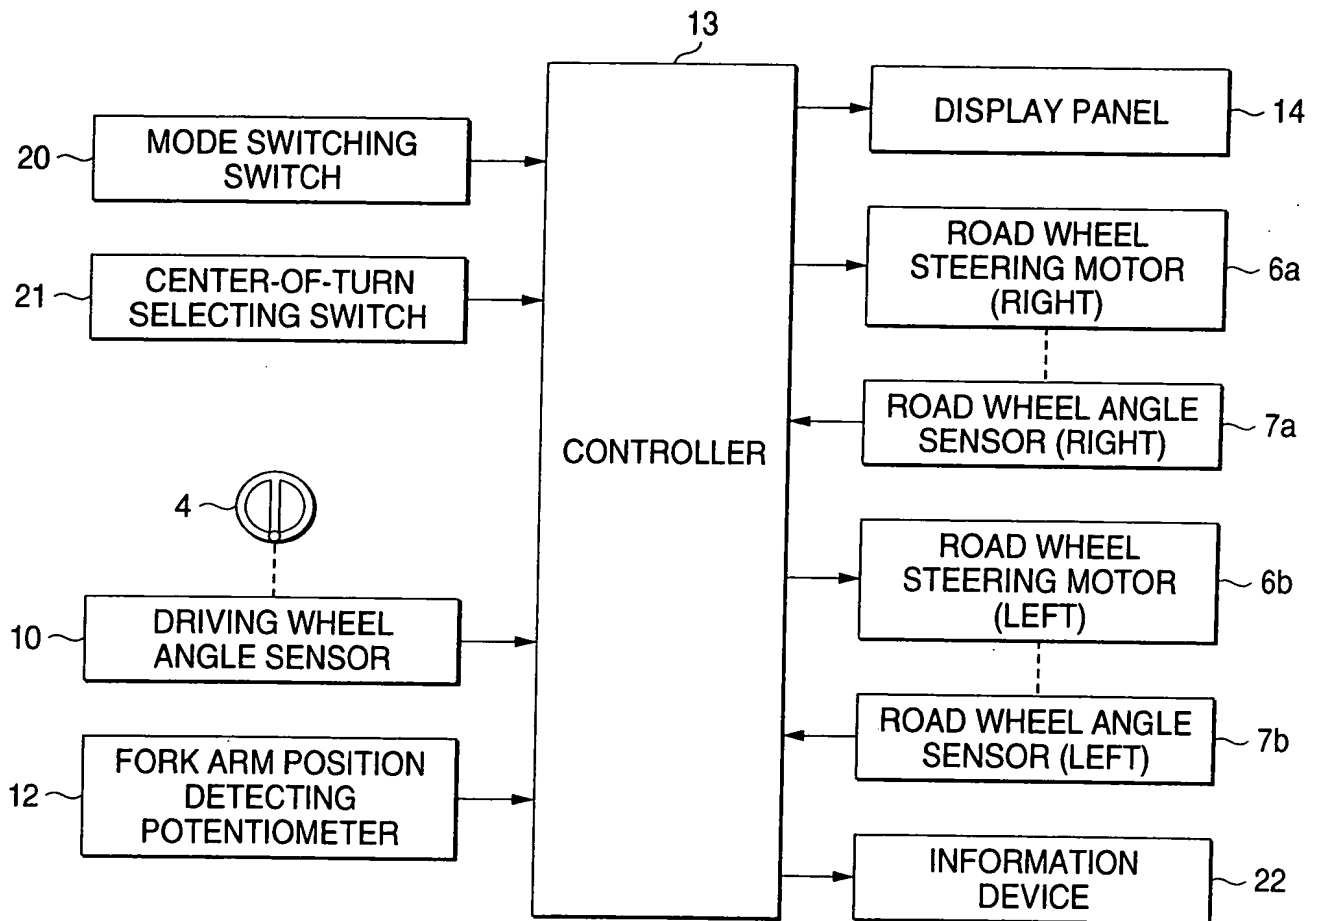 13
20
MODE SWITCHING
SWITCH
21
CENTER-OF-TURN
SELECTING SWITCH
4
10
DRIVING WHEEL
ANGLE SENSOR
12
FORK ARM POSITION
DETECTING
POTENTIOMETER
CONTROLLER
DISPLAY PANEL
14
ROAD WHEEL
STEERING MOTOR
(RIGHT)
6a
ROAD WHEEL ANGLE
SENSOR (RIGHT)
7a
ROAD WHEEL
STEERING MOTOR
(LEFT)
6b
ROAD WHEEL ANGLE
SENSOR (LEFT)
7b
INFORMATION
DEVICE
22